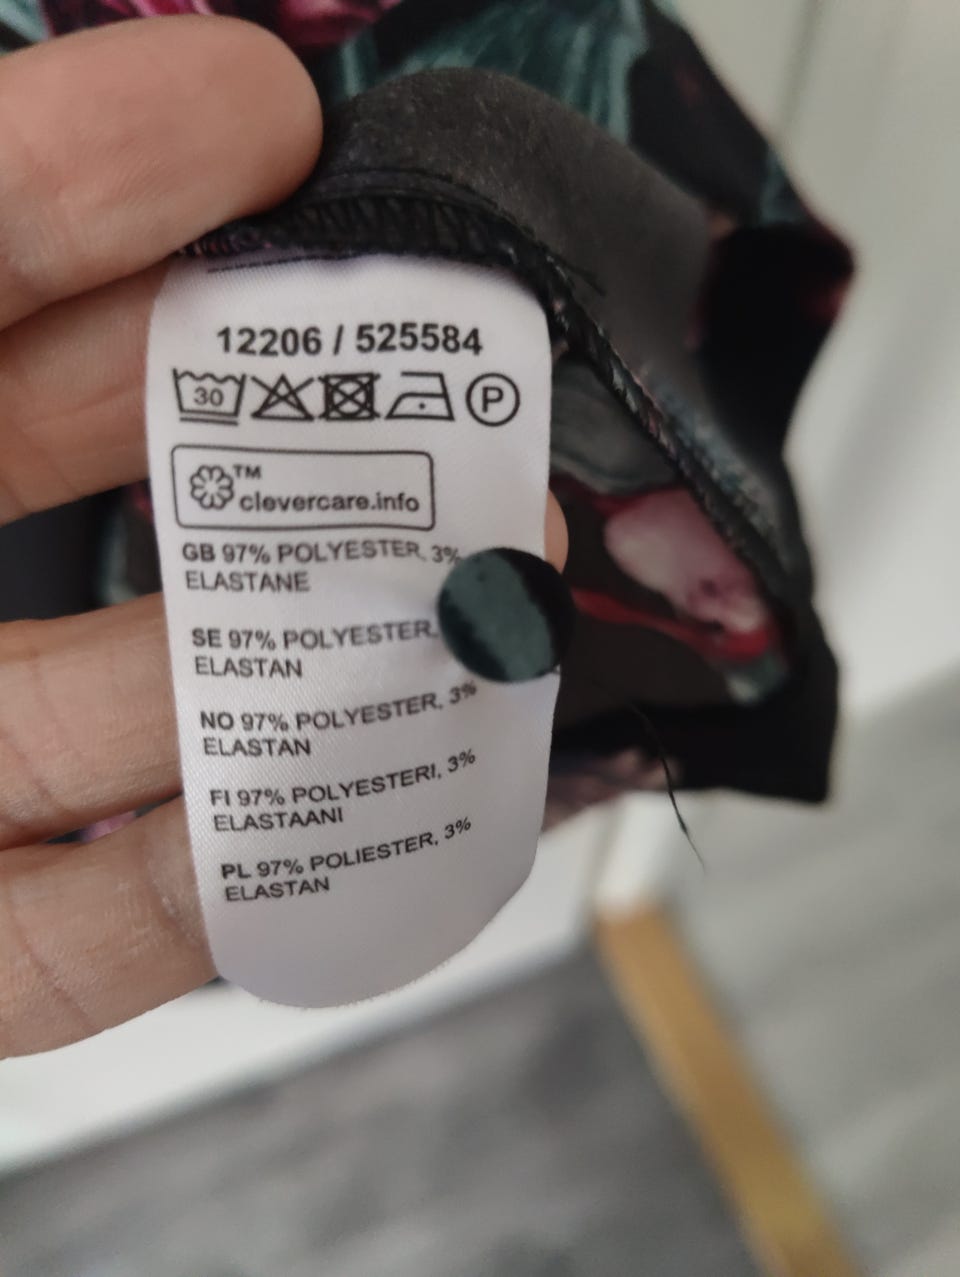 12206 / 525584
30 P
TM
clevercare.info
GB 97% POLYESTER, 3%
ELASTANE
SE 97% POLYESTER,
ELASTAN
NO 97% POLYESTER, 3%
ELASTAN
FI 97% POLYESTERI, 3%
ELASTAANI
PL 97% POLIESTER, 3%
ELASTAN